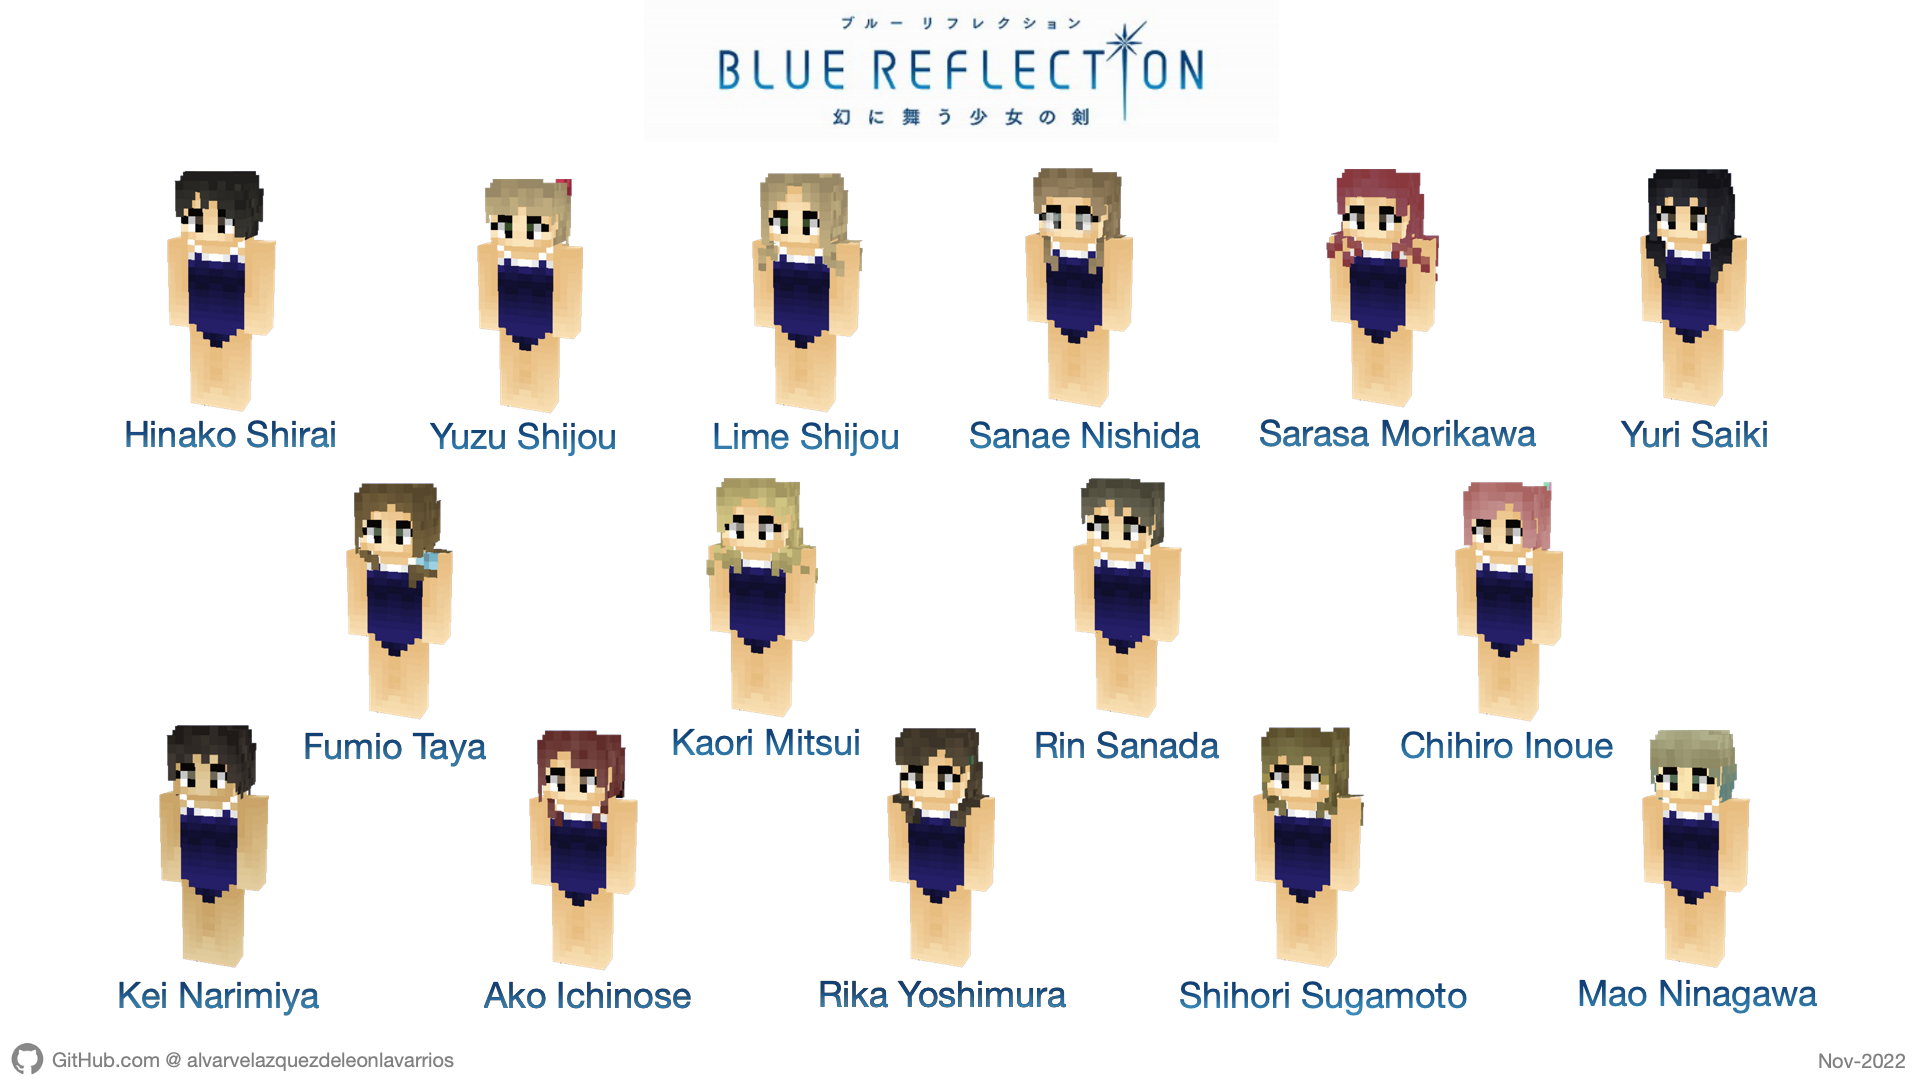 ブルー リフレクション
BLUE REFLECTION
幻に舞う少女の剣
Hinako Shirai
Yuzu Shijou
Lime Shijou
Sanae Nishida
Sarasa Morikawa
Yuri Saiki
Fumio Taya
Kaori Mitsui
Rin Sanada
Chihiro Inoue
Kei Narimiya
Ako Ichinose
Rika Yoshimura
Shihori Sugamoto
Mao Ninagawa
GitHub.com @ alvarvelazquezdeleonlavarrios
Nov-2022